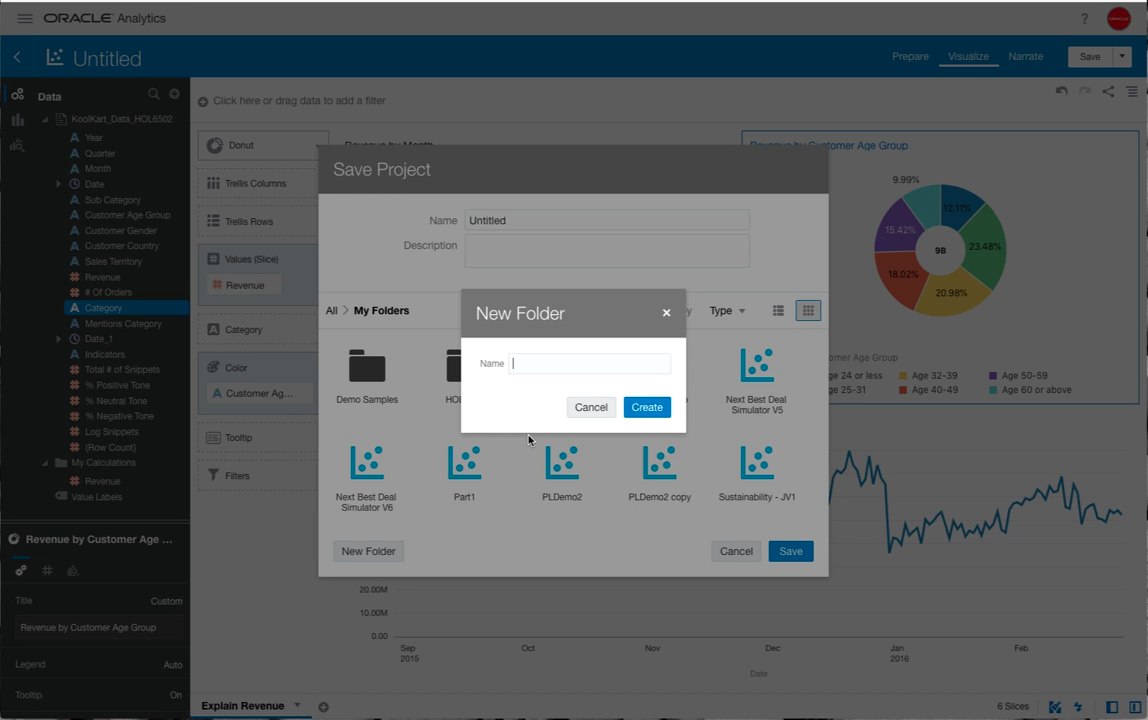 ORACLE Analytics
?
Untitled
Prepare
Visualize
Narrate
Save
Data
KoolKart_Data_HOL6502
A Year
A Quarter
A Month
Date
A Sub Category
A Customer Age Group
A Customer Gender
A Customer Country
A Sales Territory
# Revenue
# # Of Orders
A Category
A Mentions Category
Date_1
A Indicators
# Total # of Snippets
# % Positive Tone
# % Neutral Tone
# % Negative Tone
# Log Snippets
# (Row Count)
My Calculations
# Revenue
Value Labels
Revenue by Customer Age ...
Title
Custom
Revenue by Customer Age Group
Legend
Auto
Tooltip
On
Click here or drag data to add a filter
Donut
Trellis Columns
Trellis Rows
Values (Slice)
# Revenue
Category
Color
A Customer Ag...
Tooltip
Filters
Revenue by Month
Revenue by Customer Age Group
9.99%
12.11%
15.42%
23.48%
9B
18.02%
20.98%
mer Age Group
ge 24 or less
Age 32-39
Age 50-59
ge 25-31
Age 40-49
Age 60 or above
Save Project
Name
Untitled
Description
All > My Folders
Type
Demo Samples
HOL
Next Best Deal
Simulator V5
Next Best Deal
Simulator V6
Part1
PLDemo2
PLDemo2 copy
Sustainability - JV1
New Folder
Cancel
Save
New Folder
×
Name
Cancel
Create
20.00M
10.00M
0.00
Sep
2015
Oct
Nov
Dec
Jan
2016
Feb
Date
Explain Revenue
6 Slices